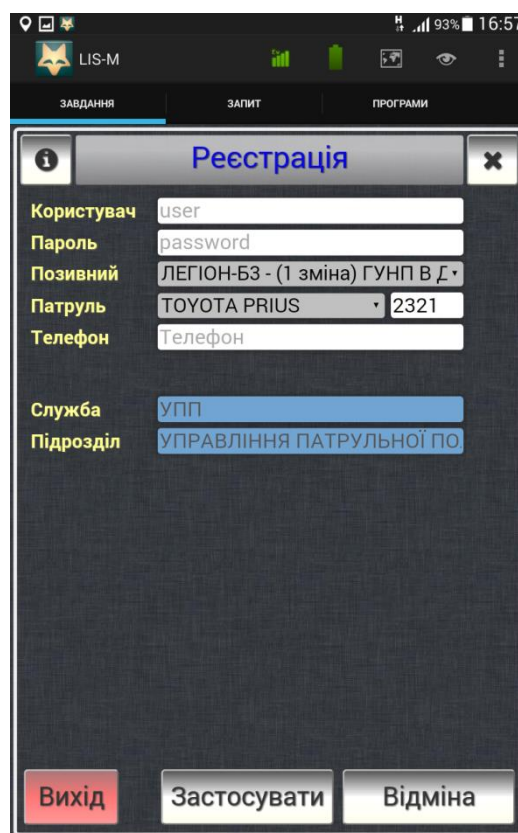 93% 16:57
LIS-M
ЗАВДАННЯ ЗАПИТ ПРОГРАМИ
Реєстрація
Користувач user
Пароль password
Позивний ЛЕГІОН-Б3 - (1 зміна) ГУНП В Д
Патруль TOYOTA PRIUS 2321
Телефон Телефон
Служба УПП
Підрозділ УПРАВЛІННЯ ПАТРУЛЬНОЇ ПО
Вихід Застосувати Відміна